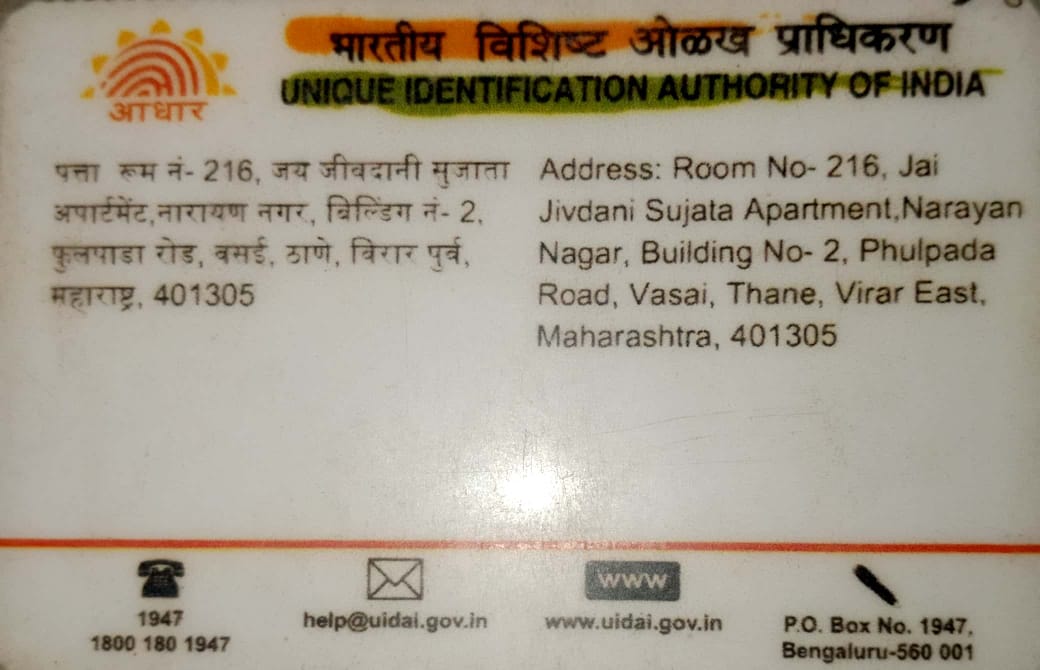 भारतीय विशिष्ट ओळख प्राधिकरण
UNIQUE IDENTIFICATION AUTHORITY OF INDIA
आधार
पत्ता रूम नं- 216, जय जीवदानी सुजाता
अपार्टमेंट,नारायण नगर, बिल्डिंग नं- 2,
फुलपाडा रोड, वसई, ठाणे, विरार पुर्व,
महाराष्ट्र, 401305
Address: Room No- 216, Jai
Jivdani Sujata Apartment,Narayan
Nagar, Building No- 2, Phulpada
Road, Vasai, Thane, Virar East,
Maharashtra, 401305
1947
1800 180 1947
help@uidai.gov.in
www
www.uidai.gov.in
P.O. Box No. 1947,
Bengaluru-560 001